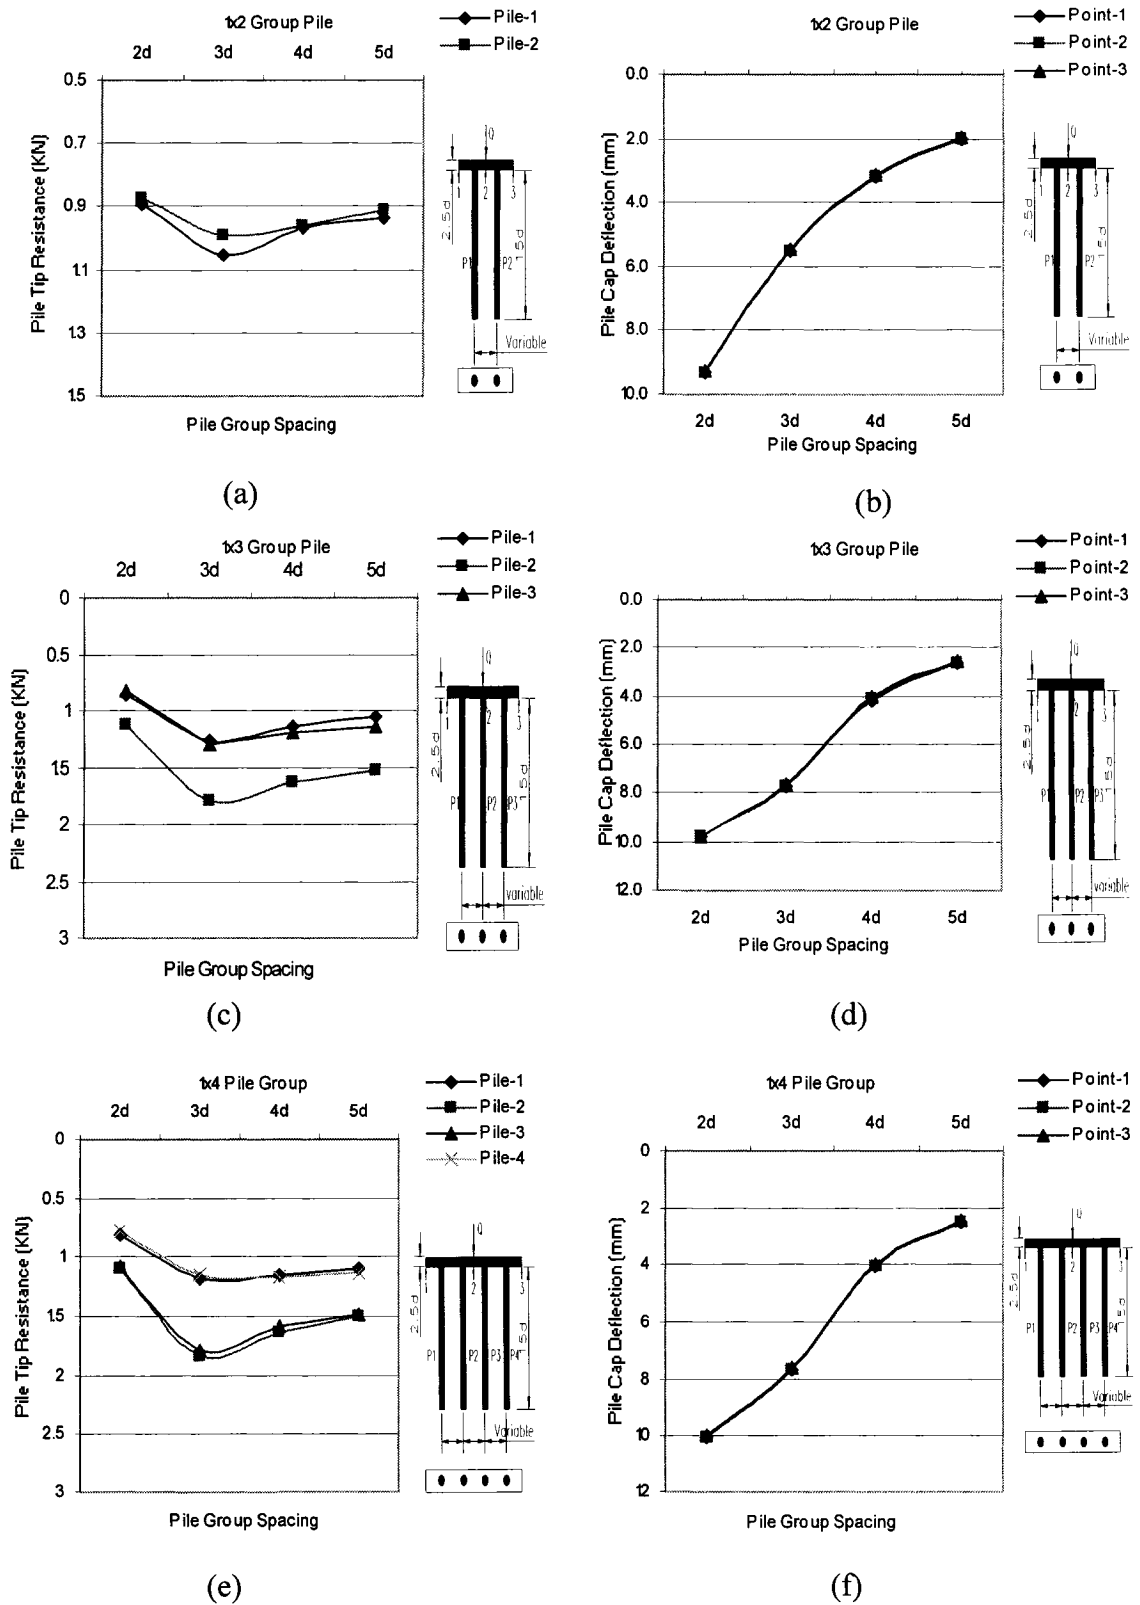 1x2 Group Pile
Pile-1
Pile-2
2d 3d 4d 5d
0.5
0.7
0.9
1.1
1.3
1.5
Pile Tip Resistance (KN)
Pile Group Spacing
Q
1 2 3
2.5d
15d
P1 P2
Variable
(a)
1x2 Group Pile
Point-1
Point-2
Point-3
0.0
2.0
4.0
6.0
8.0
10.0
Pile Cap Deflection (mm)
2d 3d 4d 5d
Pile Group Spacing
Q
1 2 3
2.5d
15d
P1 P2
Variable
(b)
1x3 Group Pile
Pile-1
Pile-2
Pile-3
2d 3d 4d 5d
0
0.5
1
1.5
2
2.5
3
Pile Tip Resistance (KN)
Pile Group Spacing
Q
1 2 3
2.5d
15d
P1 P2 P3
variable
(c)
1x3 Group Pile
Point-1
Point-2
Point-3
0.0
2.0
4.0
6.0
8.0
10.0
12.0
Pile Cap Deflection (mm)
2d 3d 4d 5d
Pile Group Spacing
Q
1 2 3
2.5d
15d
P1 P2 P3
variable
(d)
1x4 Pile Group
Pile-1
Pile-2
Pile-3
Pile-4
2d 3d 4d 5d
0
0.5
1
1.5
2
2.5
3
Pile Tip Resistance (KN)
Pile Group Spacing
Q
1 2 3
2.5d
15d
P1 P2 P3 P4
Variable
(e)
1x4 Pile Group
Point-1
Point-2
Point-3
2d 3d 4d 5d
0
2
4
6
8
10
12
Pile Cap Deflection (mm)
Pile Group Spacing
Q
1 2 3
2.5d
15d
P1 P2 P3 P4
Variable
(f)